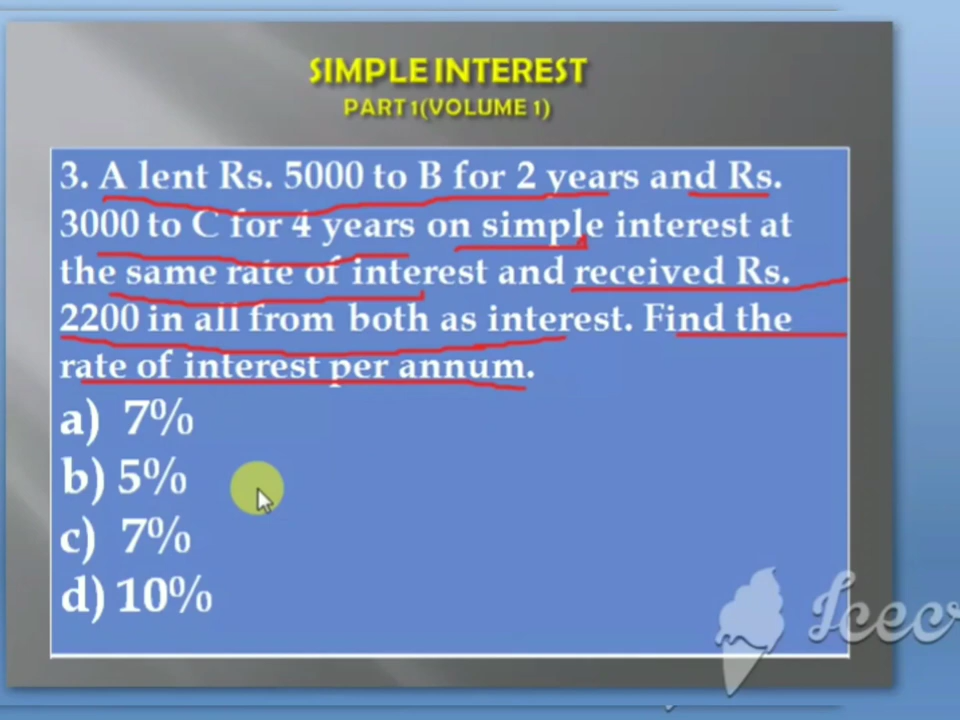 SIMPLE INTEREST
PART 1(VOLUME 1)
3. A lent Rs. 5000 to B for 2 years and Rs.
3000 to C for 4 years on simple interest at
the same rate of interest and received Rs.
2200 in all from both as interest. Find the
rate of interest per annum.
a) 7%
b) 5%
c) 7%
d) 10%